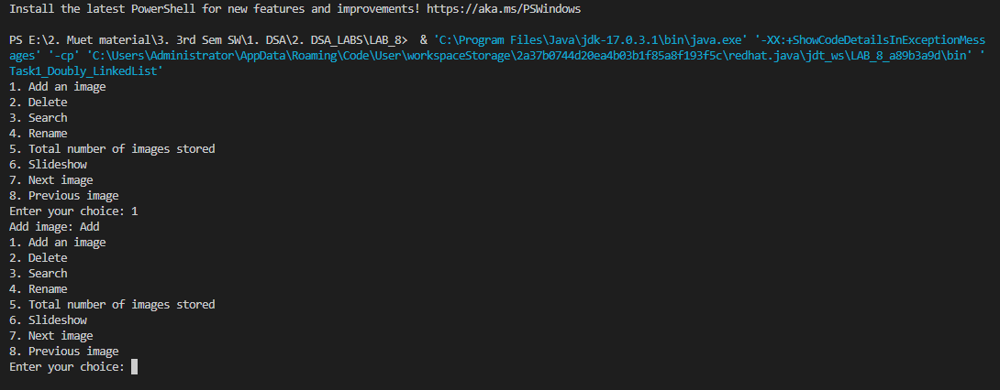 Install the latest PowerShell for new features and improvements! https://aka.ms/PSWindows
PS E:\2. Muet material\3. 3rd Sem SW\1. DSA\2. DSA_LABS\LAB_8>  & 'C:\Program Files\Java\jdk-17.0.3.1\bin\java.exe' '-XX:+ShowCodeDetailsInExceptionMess
ages' '-cp' 'C:\Users\Administrator\AppData\Roaming\Code\User\workspaceStorage\2a37b0744d20ea4b03b1f85a8f193f5c\redhat.java\jdt_ws\LAB_8_a89b3a9d\bin' '
Task1_Doubly_LinkedList'
1. Add an image
2. Delete
3. Search
4. Rename
5. Total number of images stored
6. Slideshow
7. Next image
8. Previous image
Enter your choice: 1
Add image: Add
1. Add an image
2. Delete
3. Search
4. Rename
5. Total number of images stored
6. Slideshow
7. Next image
8. Previous image
Enter your choice: